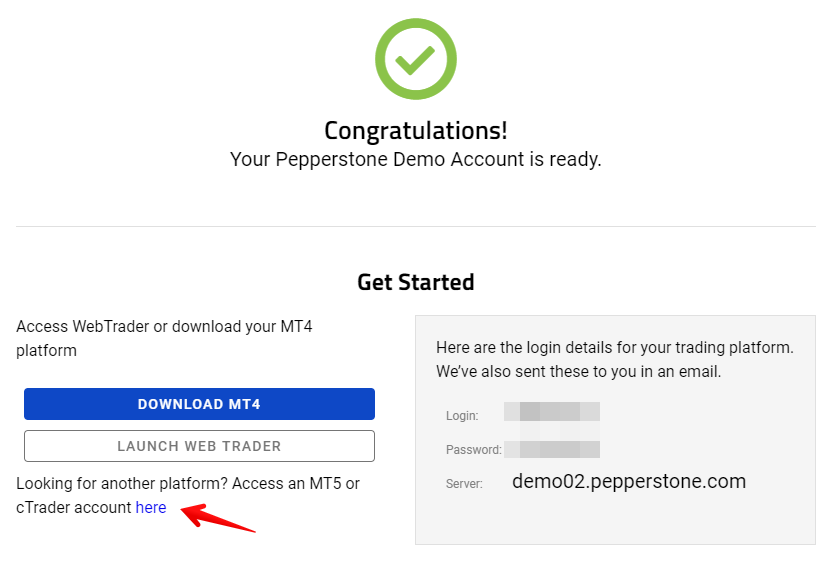 Congratulations!
Your Pepperstone Demo Account is ready.
Get Started
Access WebTrader or download your MT4
platform
DOWNLOAD MT4
LAUNCH WEB TRADER
Looking for another platform? Access an MT5 or
cTrader account here
Here are the login details for your trading platform.
We’ve also sent these to you in an email.
Login:
Password:
Server: demo02.pepperstone.com